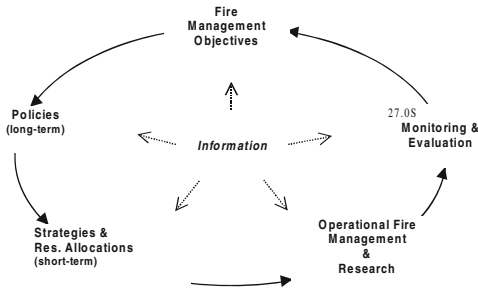 Fire
Management
Objectives
Policies
(long-term)
27.0S
Monitoring &
Evaluation
Information
Strategies &
Res. Allocations
(short-term)
Operational Fire
Management
&
Research